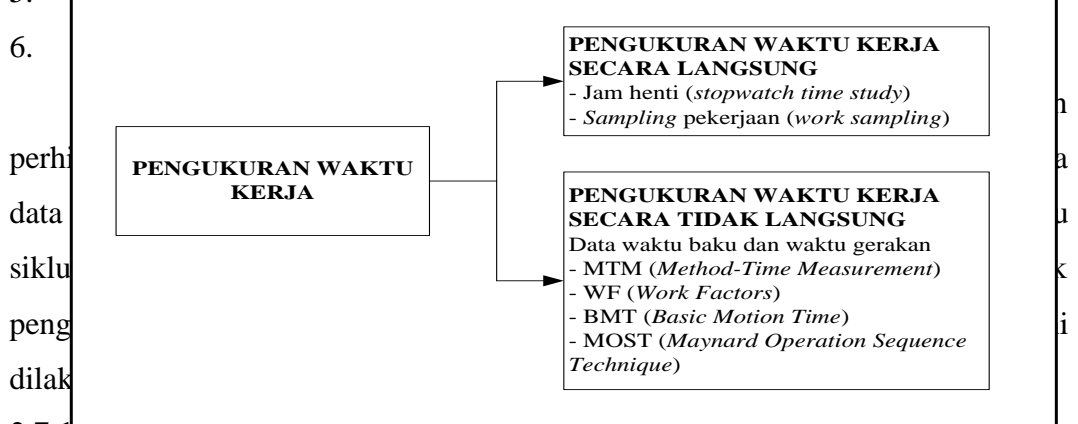 6.
PENGUKURAN WAKTU KERJA
SECARA LANGSUNG
- Jam henti (stopwatch time study)
- Sampling pekerjaan (work sampling)
PENGUKURAN WAKTU
KERJA
PENGUKURAN WAKTU KERJA
SECARA TIDAK LANGSUNG
Data waktu baku dan waktu gerakan
- MTM (Method-Time Measurement)
- WF (Work Factors)
- BMT (Basic Motion Time)
- MOST (Maynard Operation Sequence
Technique)
perhi
data
siklu
peng
dilak